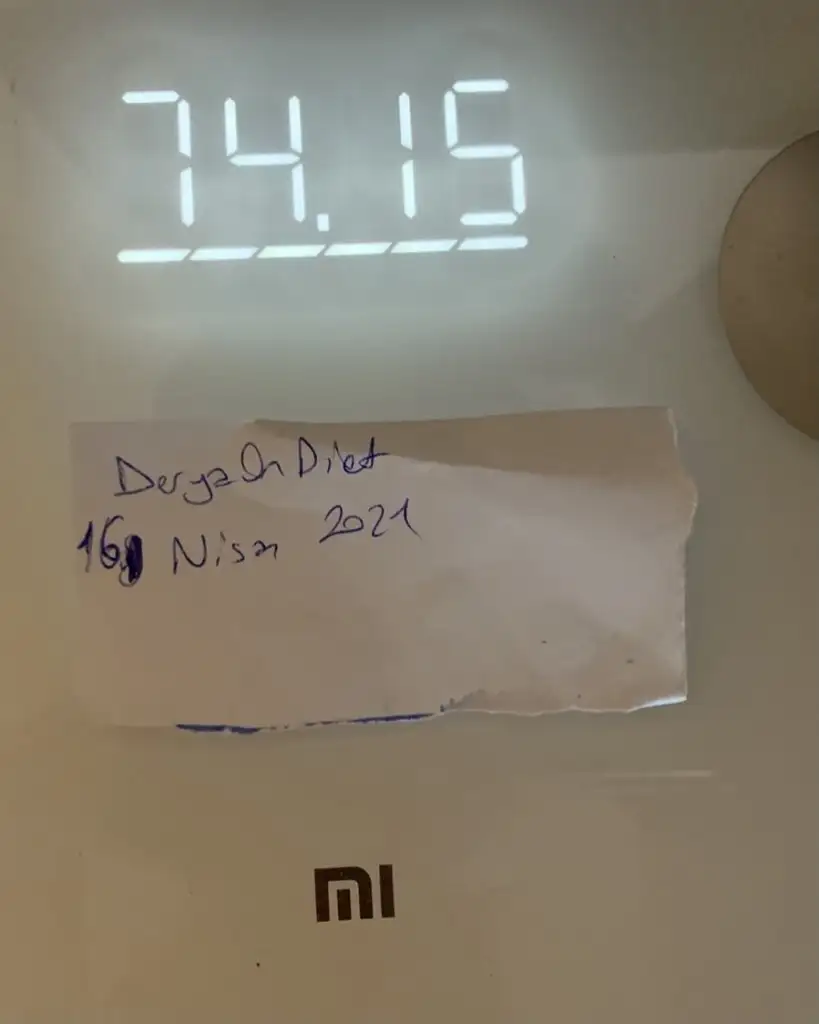 74.15
DeryaOnDiet
16 Nisan 2021
mi